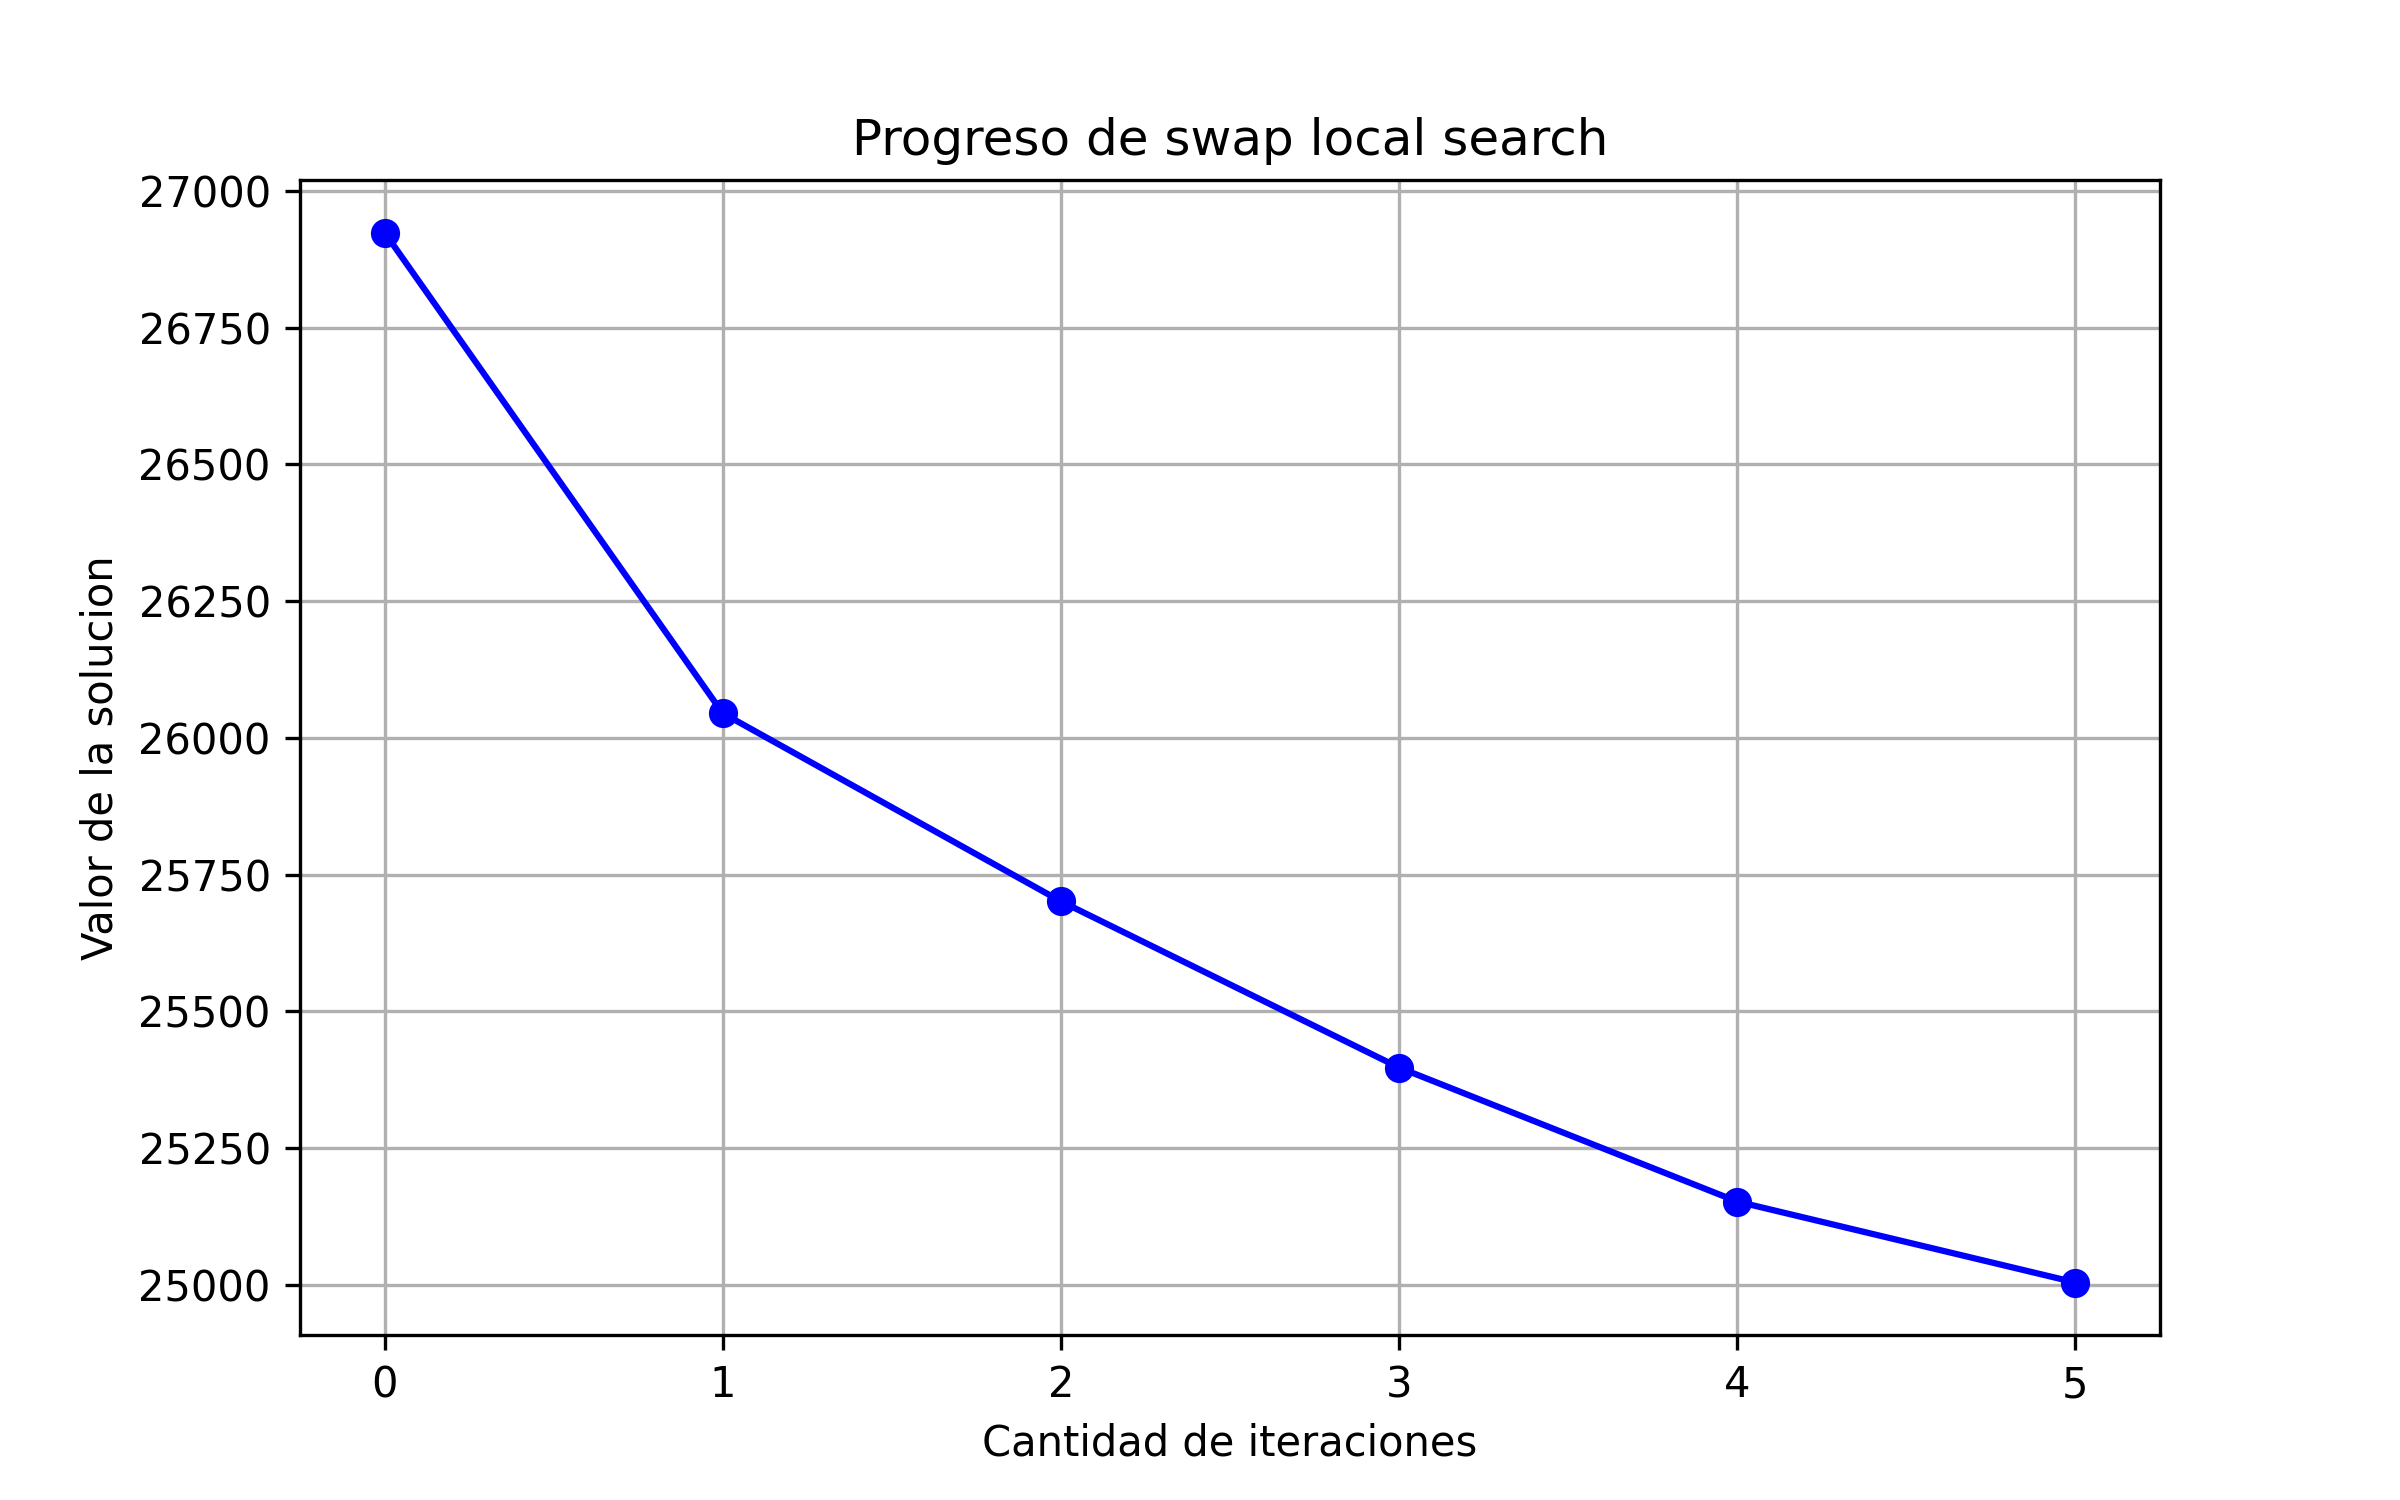 Progreso de swap local search
27000
26750
26500
26250
26000
25750
25500
25250
25000
Valor de la solucion
0 1 2 3 4 5
Cantidad de iteraciones